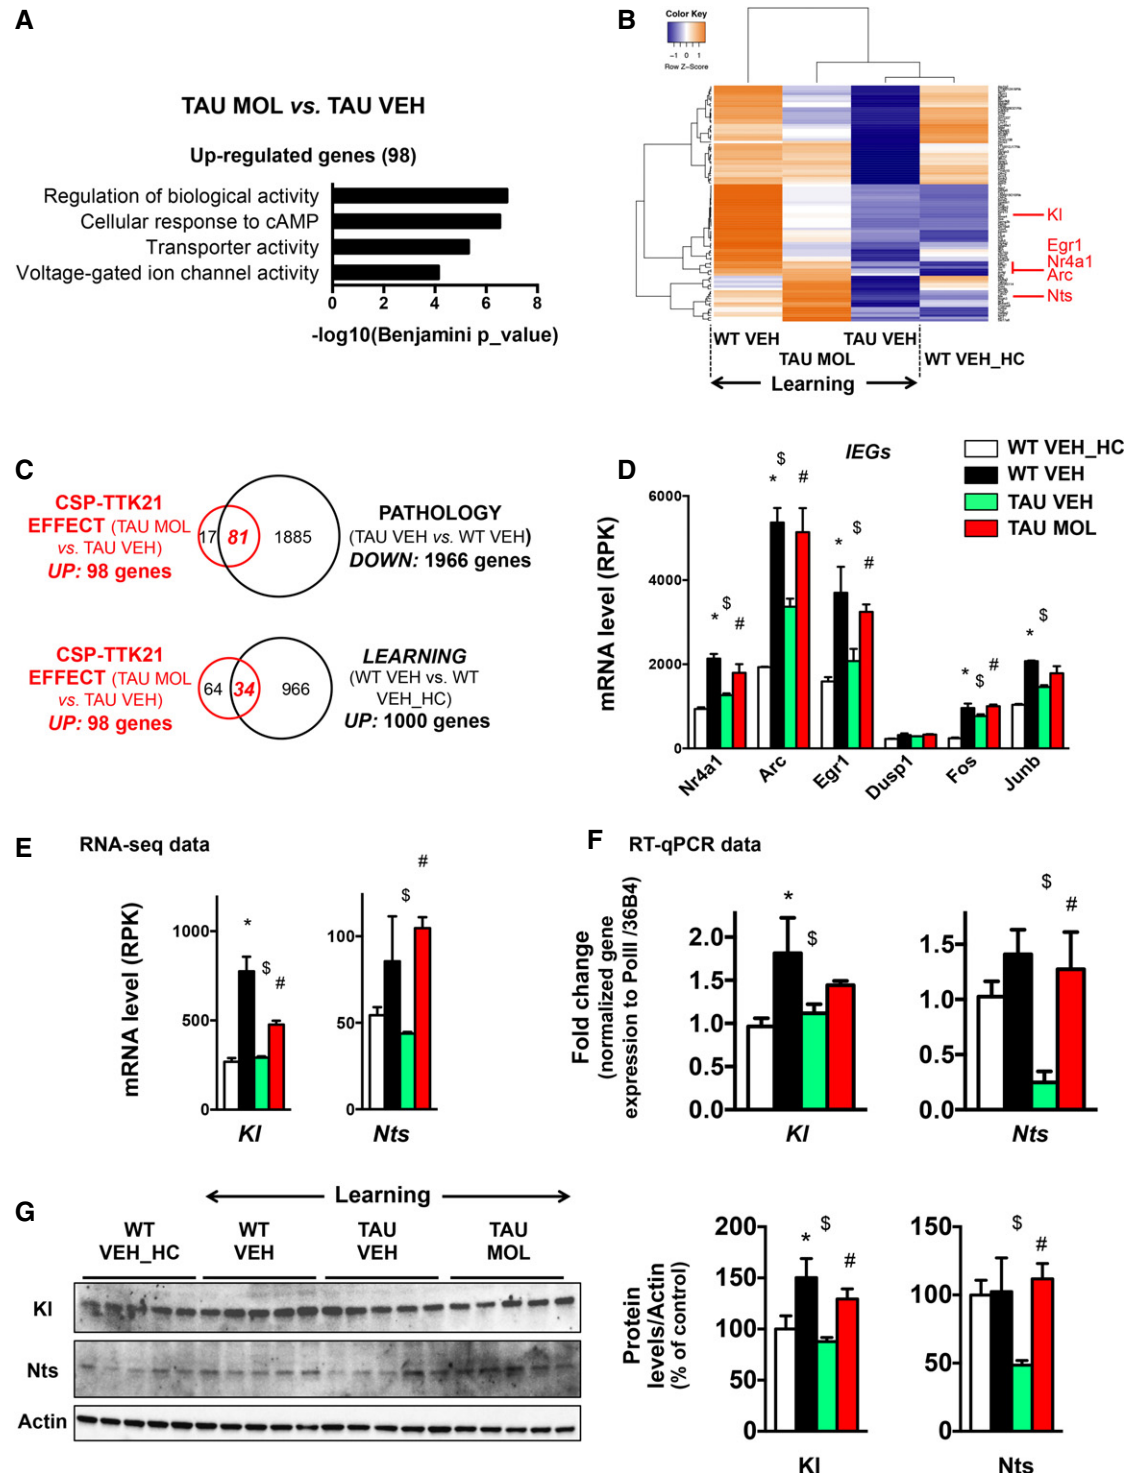 A
TAU MOL vs. TAU VEH
Up-regulated genes (98)
Regulation of biological activity
Cellular response to cAMP
Transporter activity
Voltage-gated ion channel activity
0 2 4 6 8
-log10(Benjamini p_value)
B
Color Key
−1 0 1
Row Z−Score
Kl
Egr1
Nr4a1
Arc
Nts
WT VEH
TAU VEH
TAU MOL
WT VEH_HC
Learning
C
CSP-TTK21
EFFECT (TAU MOL
vs. TAU VEH)
UP: 98 genes
17 81 1885
PATHOLOGY
(TAU VEH vs. WT VEH)
DOWN: 1966 genes
CSP-TTK21
EFFECT (TAU MOL
vs. TAU VEH)
UP: 98 genes
64 34 966
LEARNING
(WT VEH vs. WT
VEH_HC)
UP: 1000 genes
D
IEGs
WT VEH_HC
WT VEH
TAU VEH
TAU MOL
mRNA level (RPK)
6000
4000
2000
0
* $ #
* $ #
* $ #
* $ #
* $
Nr4a1 Arc Egr1 Dusp1 Fos Junb
E
RNA-seq data
mRNA level (RPK)
1000
500
0
* $ #
Kl
100
50
0
$ #
Nts
F
RT-qPCR data
Fold change
(normalized gene
expression to PolII /36B4)
2.0
1.5
1.0
0.5
0.0
* $
Kl
1.5
1.0
0.5
0.0
$ #
Nts
G
Learning
WT
VEH_HC
WT
VEH
TAU
VEH
TAU
MOL
Kl
Nts
Actin
Protein
levels/Actin
(% of control)
200
150
100
50
0
* $ #
Kl
150
100
50
0
$ #
Nts